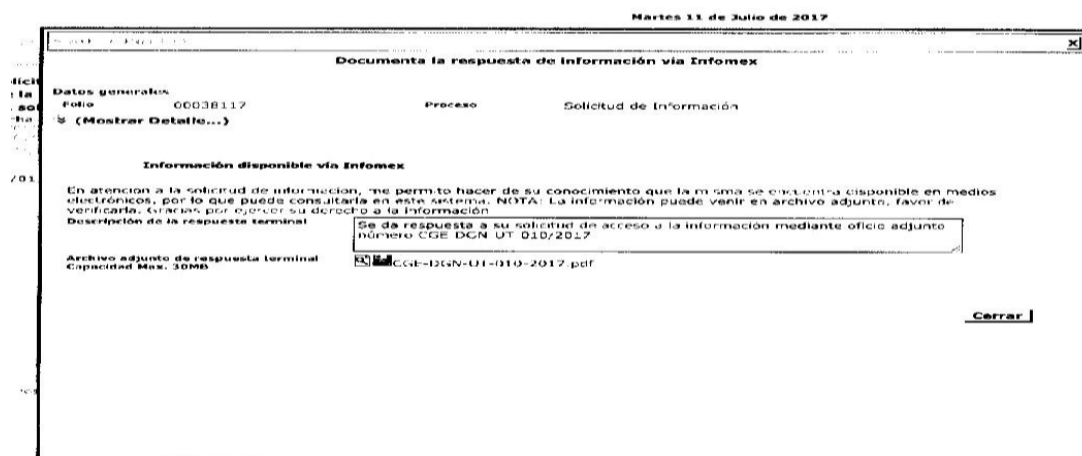 Martes 11 de Julio de 2017
Documenta la respuesta de información vía Infomex
Datos generales
Folio 00038117 Proceso Solicitud de Información
(Mostrar Detalle...)
Información disponible vía Infomex
En atención a la solicitud de información, me permito hacer de su conocimiento que la misma se encuentra disponible en medios
electrónicos, por lo que puede consultarla en este sistema. NOTA: La información puede venir en archivo adjunto, favor de
verificarla. Gracias por ejercer su derecho a la información
Descripción de la respuesta terminal
Se da respuesta a su solicitud de acceso a la información mediante oficio adjunto
número CGE DGN UT 010/2017
Archivo adjunto de respuesta terminal
Capacidad Max. 30MB
CGE-DGN-UT-010-2017.pdf
Cerrar